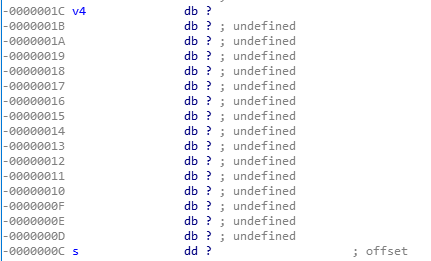 -0000001C v4 db ?
-0000001B db ? ; undefined
-0000001A db ? ; undefined
-00000019 db ? ; undefined
-00000018 db ? ; undefined
-00000017 db ? ; undefined
-00000016 db ? ; undefined
-00000015 db ? ; undefined
-00000014 db ? ; undefined
-00000013 db ? ; undefined
-00000012 db ? ; undefined
-00000011 db ? ; undefined
-00000010 db ? ; undefined
-0000000F db ? ; undefined
-0000000E db ? ; undefined
-0000000D db ? ; undefined
-0000000C s dd ? ; offset